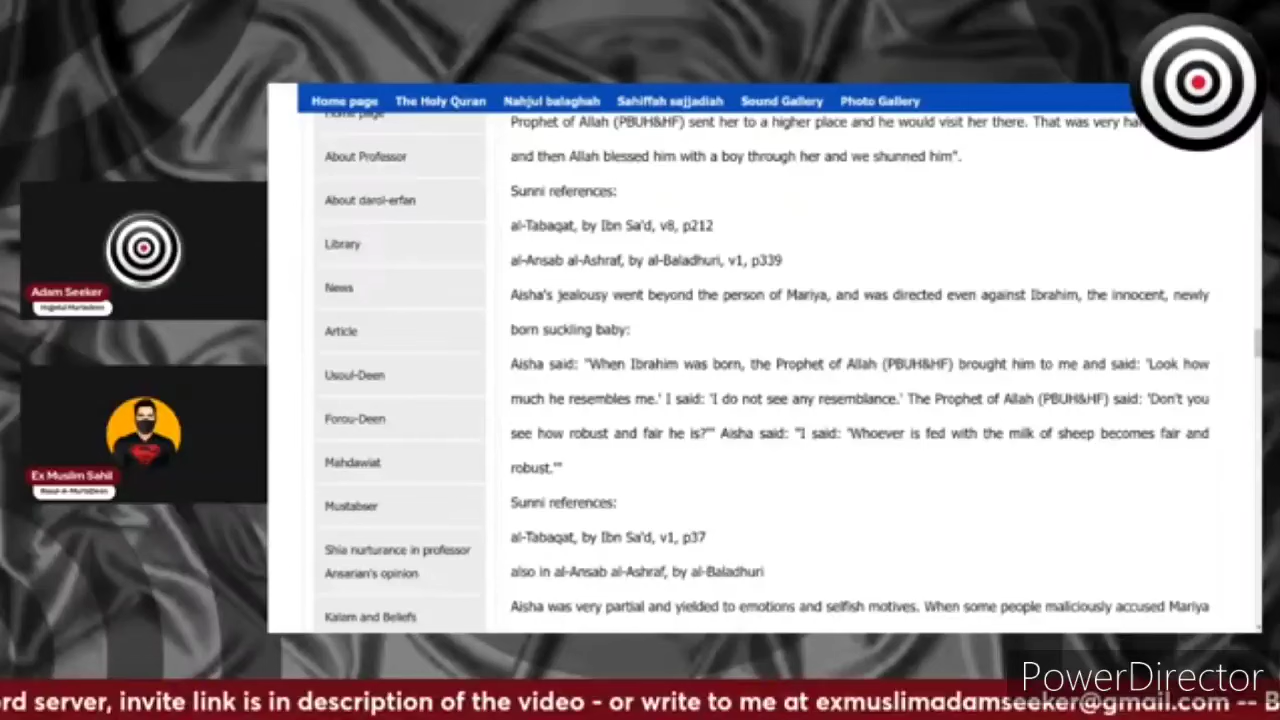 Home page The Holy Quran Nahjul balaghah Sahiffah sajjadiah Sound Gallery Photo Gallery
Home page
About Professor
About darol-erfan
Library
News
Article
Usoul-Deen
Forou-Deen
Mahdawiat
Mustabser
Shia nurturance in professor
Ansarian's opinion
Kalam and Beliefs
Prophet of Allah (PBUH&HF) sent her to a higher place and he would visit her there. That was very
and then Allah blessed him with a boy through her and we shunned him".
Sunni references:
al-Tabaqat, by Ibn Sa'd, v8, p212
al-Ansab al-Ashraf, by al-Baladhuri, v1, p339
Aisha's jealousy went beyond the person of Mariya, and was directed even against Ibrahim, the innocent, newly
born suckling baby:
Aisha said: "When Ibrahim was born, the Prophet of Allah (PBUH&HF) brought him to me and said: 'Look how
much he resembles me.' I said: 'I do not see any resemblance.' The Prophet of Allah (PBUH&HF) said: 'Don't you
see how robust and fair he is?'" Aisha said: "I said: 'Whoever is fed with the milk of sheep becomes fair and
robust.'"
Sunni references:
al-Tabaqat, by Ibn Sa'd, v1, p37
also in al-Ansab al-Ashraf, by al-Baladhuri
Aisha was very partial and yielded to emotions and selfish motives. When some people maliciously accused Mariya
Adam Seeker
Ex Muslim Sahil
PowerDirector
rd server, invite link is in description of the video - or write to me at exmuslimadamseeker@gmail.com -- B